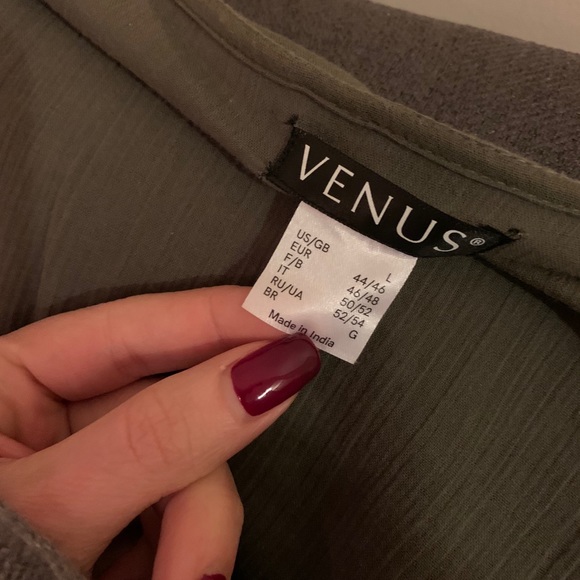 VENUS®
US/GB L
EUR 44/46
F/B 46/48
IT 50/52
RU/UA 52/54
BR G
Made in India